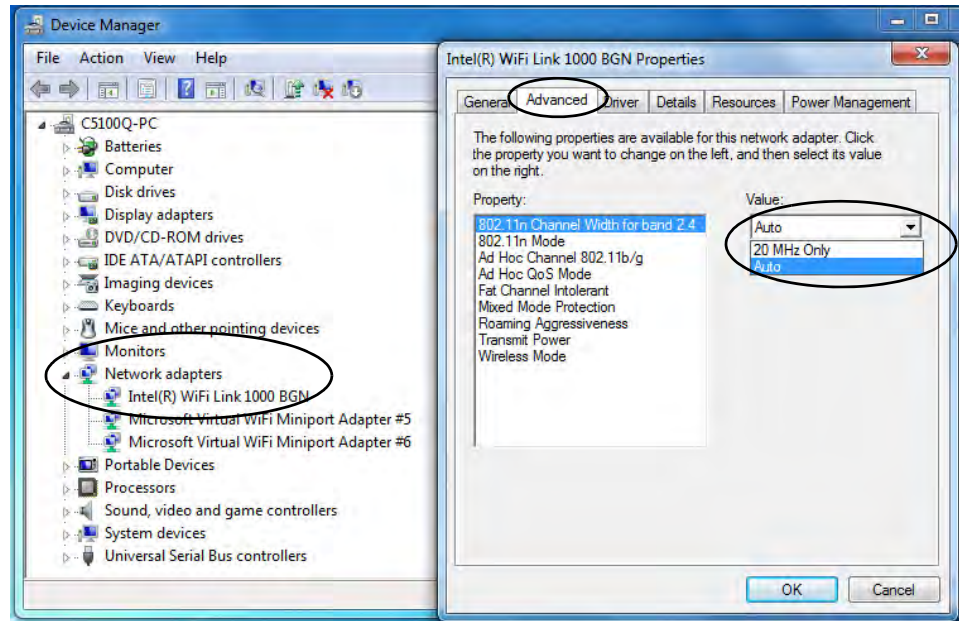 Device Manager
File Action View Help
C5100Q-PC
Batteries
Computer
Disk drives
Display adapters
DVD/CD-ROM drives
IDE ATA/ATAPI controllers
Imaging devices
Keyboards
Mice and other pointing devices
Monitors
Network adapters
Intel(R) WiFi Link 1000 BGN
Microsoft Virtual WiFi Miniport Adapter #5
Microsoft Virtual WiFi Miniport Adapter #6
Portable Devices
Processors
Sound, video and game controllers
System devices
Universal Serial Bus controllers
Intel(R) WiFi Link 1000 BGN Properties
General Advanced Driver Details Resources Power Management
The following properties are available for this network adapter. Click
the property you want to change on the left, and then select its value
on the right.
Property:
802.11n Channel Width for band 2.4
802.11n Mode
Ad Hoc Channel 802.11b/g
Ad Hoc QoS Mode
Fat Channel Intolerant
Mixed Mode Protection
Roaming Aggressiveness
Transmit Power
Wireless Mode
Value:
Auto
20 MHz Only
Auto
OK Cancel